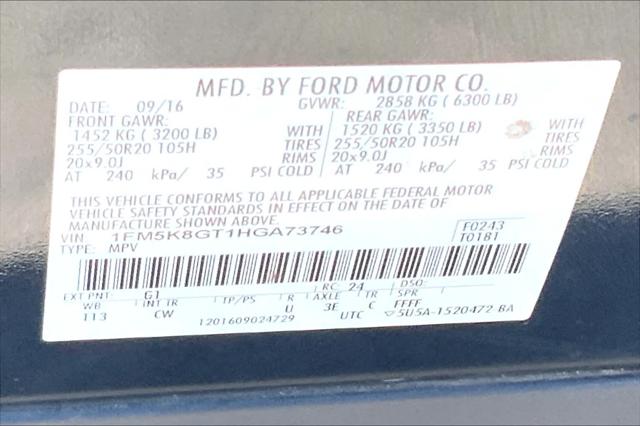 MFD. BY FORD MOTOR CO.
DATE: 09/16 GVWR: 2858 KG ( 6300 LB)
FRONT GAWR: REAR GAWR:
1452 KG ( 3200 LB) WITH 1520 KG ( 3350 LB) WITH
255/50R20 105H TIRES 255/50R20 105H TIRES
20x9.0J RIMS 20x9.0J RIMS
AT 240 kPa/ 35 PSI COLD AT 240 kPa/ 35 PSI COLD
THIS VEHICLE CONFORMS TO ALL APPLICABLE FEDERAL MOTOR
VEHICLE SAFETY STANDARDS IN EFFECT ON THE DATE OF
MANUFACTURE SHOWN ABOVE.
VIN: 1FM5K8GT1HGA73746 F0243
TYPE: MPV T0181
EXT PNT: G1 RC: 24 DSO:
WB INT TR TP/PS R AXLE TR SPR
113 CW U 3E C FFFF
1201609024729 UTC 5U5A-1520472 BA